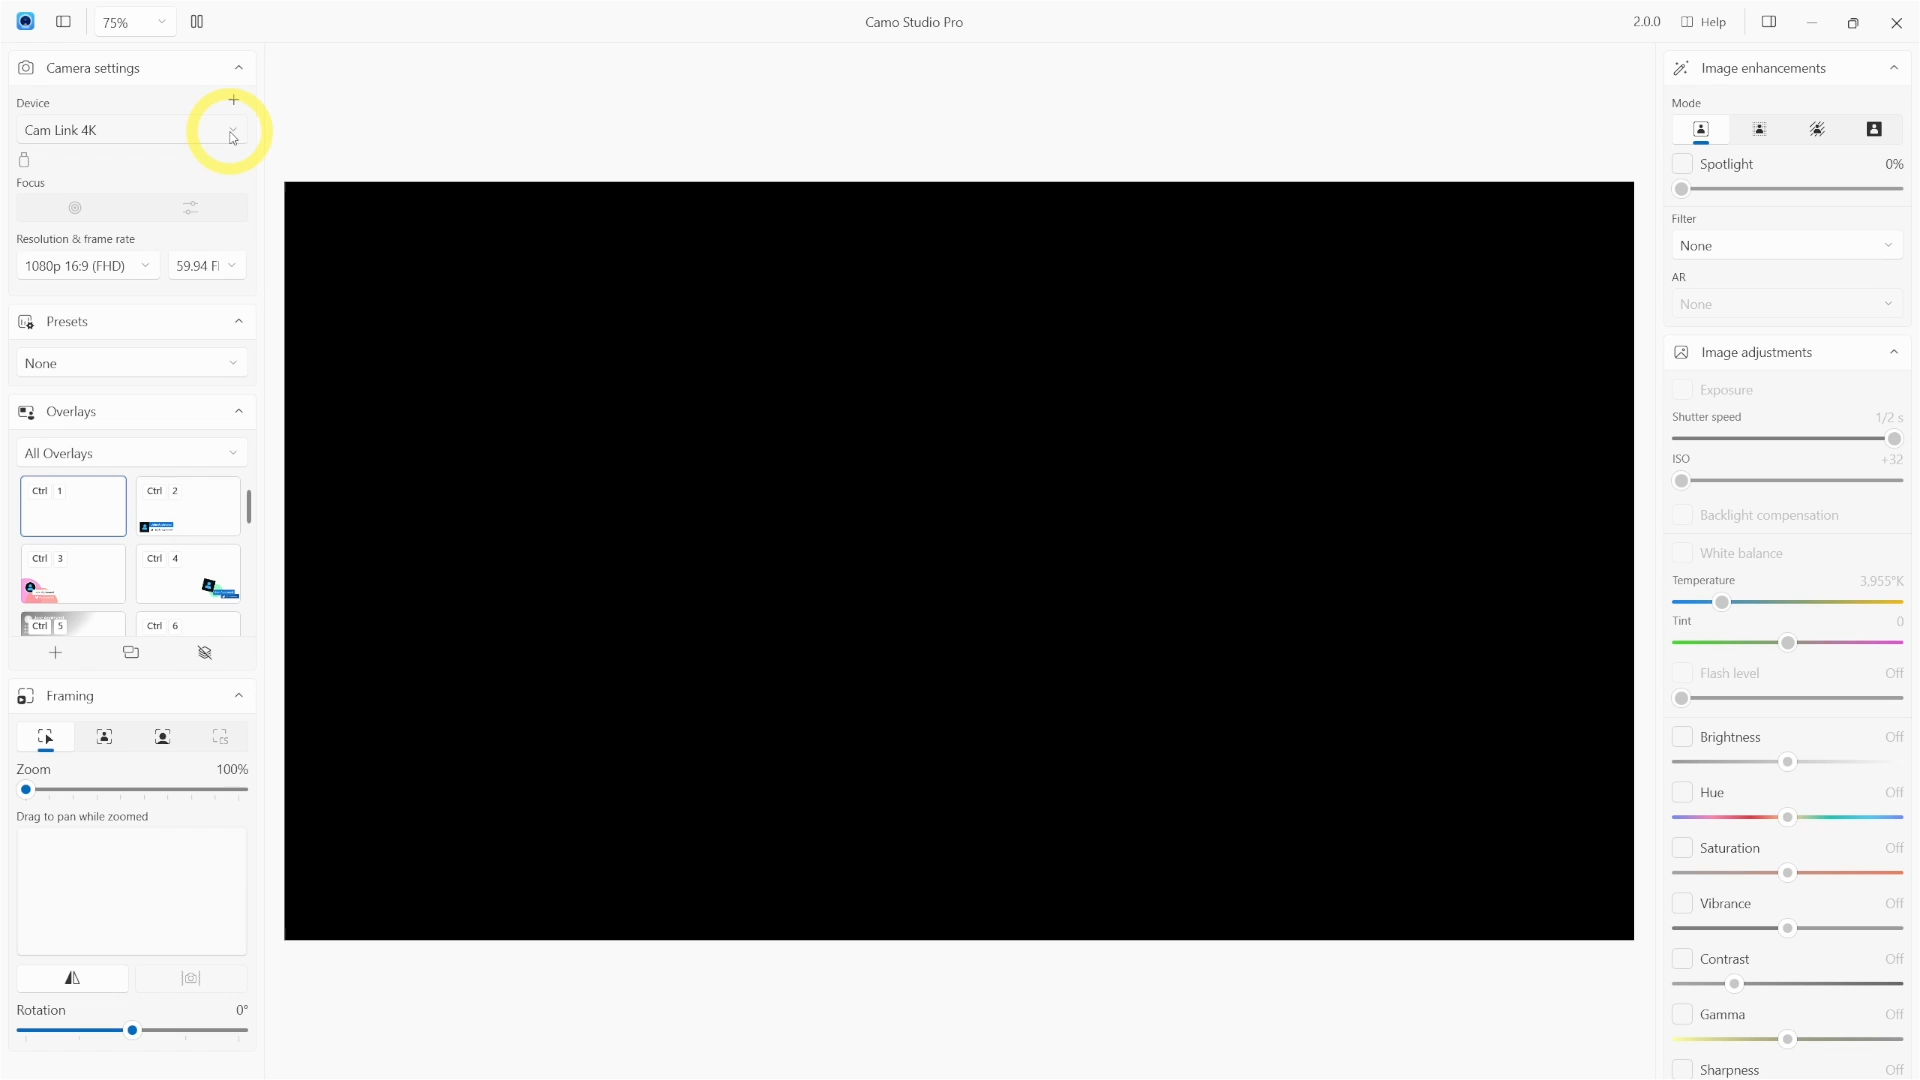 75%
Camo Studio Pro
2.0.0
Help
Camera settings
Device
Cam Link 4K
Focus
Resolution & frame rate
1080p 16:9 (FHD)
59.94 F
Presets
None
Overlays
All Overlays
Ctrl 1
Ctrl 2
Ctrl 3
Ctrl 4
Ctrl 5
Ctrl 6
Framing
Zoom
100%
Drag to pan while zoomed
Rotation
0°
Image enhancements
Mode
Spotlight
0%
Filter
None
AR
None
Image adjustments
Exposure
Shutter speed
1/2 s
ISO
+32
Backlight compensation
White balance
Temperature
3,955°K
Tint
0
Flash level
Off
Brightness
Off
Hue
Off
Saturation
Off
Vibrance
Off
Contrast
Off
Gamma
Off
Sharpness
Off